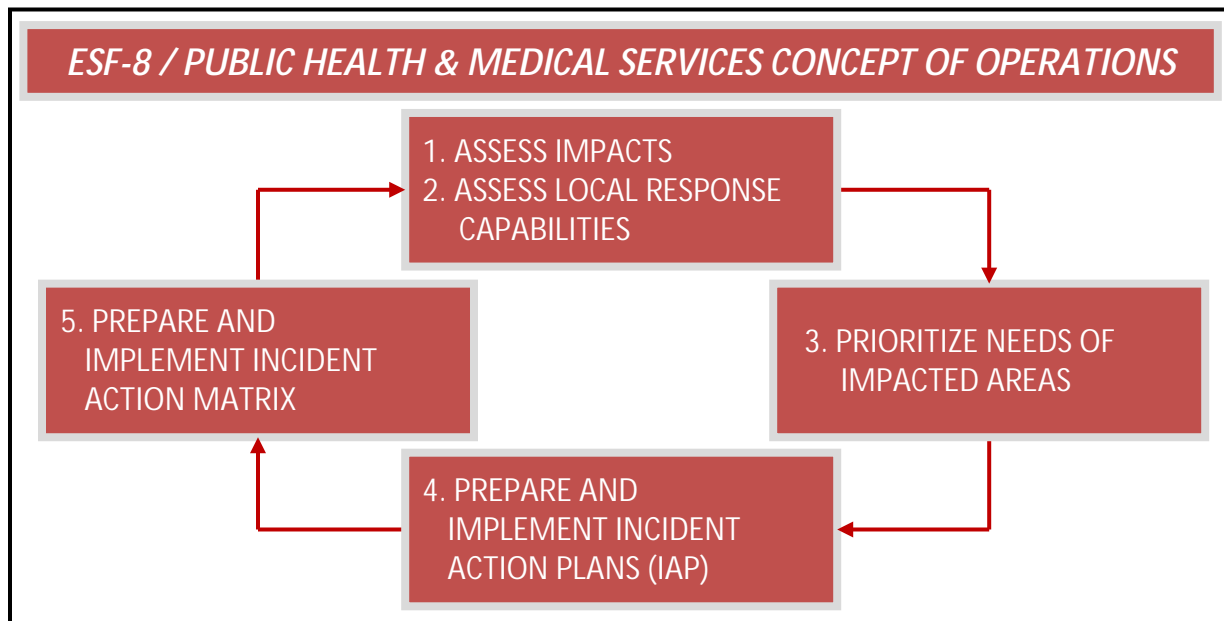 ESF-8 / PUBLIC HEALTH & MEDICAL SERVICES CONCEPT OF OPERATIONS
1. ASSESS IMPACTS
2. ASSESS LOCAL RESPONSE
CAPABILITIES
3. PRIORITIZE NEEDS OF
IMPACTED AREAS
4. PREPARE AND
IMPLEMENT INCIDENT
ACTION PLANS (IAP)
5. PREPARE AND
IMPLEMENT INCIDENT
ACTION MATRIX